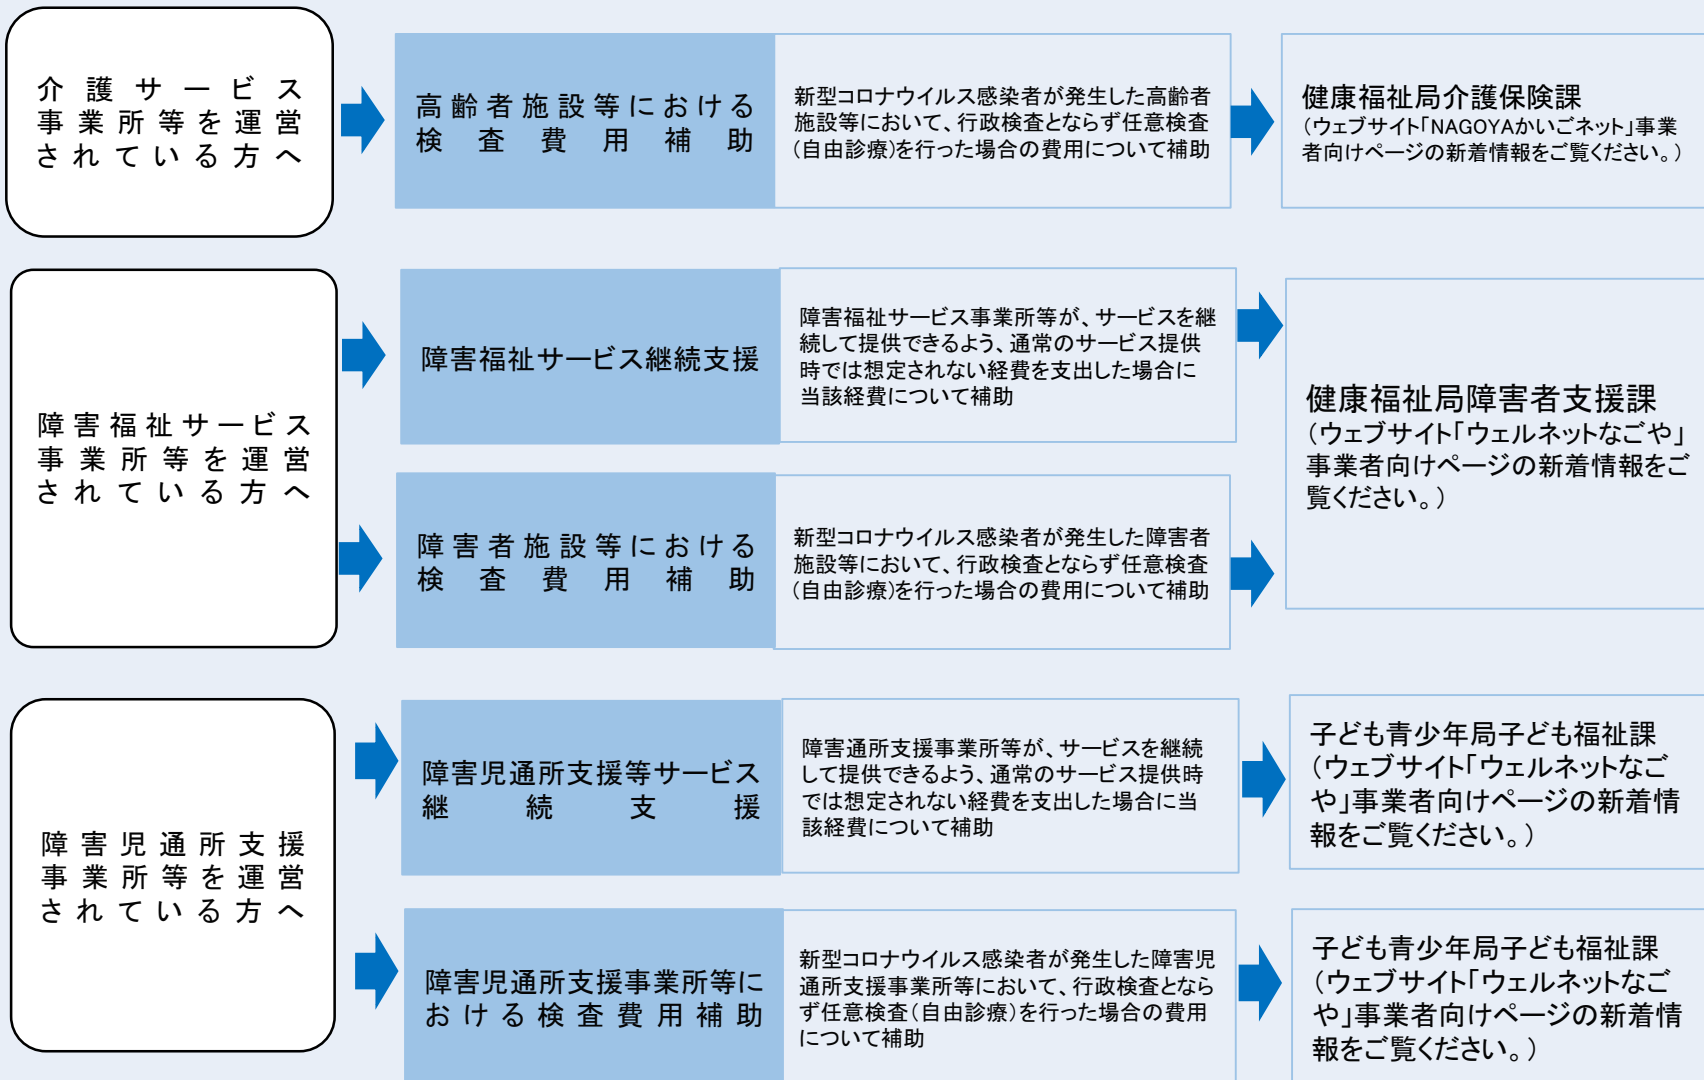 介護サービス
事業所等を運営
されている方へ
高齢者施設等における
検査費用補助
新型コロナウイルス感染者が発生した高齢者
施設等において、行政検査とならず任意検査
（自由診療）を行った場合の費用について補助
健康福祉局介護保険課
（ウェブサイト「NAGOYAかいごネット」事業
者向けページの新着情報をご覧ください。）
障害福祉サービス
事業所等を運営
されている方へ
障害福祉サービス継続支援
障害福祉サービス事業所等が、サービスを継
続して提供できるよう、通常のサービス提供
時では想定されない経費を支出した場合に
当該経費について補助
障害者施設等における
検査費用補助
新型コロナウイルス感染者が発生した障害者
施設等において、行政検査とならず任意検査
（自由診療）を行った場合の費用について補助
健康福祉局障害者支援課
（ウェブサイト「ウェルネットなごや」
事業者向けページの新着情報をご
覧ください。）
障害児通所支援
事業所等を運営
されている方へ
障害児通所支援等サービス
継続支援
障害通所支援事業所等が、サービスを継続
して提供できるよう、通常のサービス提供時
では想定されない経費を支出した場合に当
該経費について補助
子ども青少年局子ども福祉課
（ウェブサイト「ウェルネットなご
や」事業者向けページの新着情
報をご覧ください。）
障害児通所支援事業所等に
おける検査費用補助
新型コロナウイルス感染者が発生した障害児
通所支援事業所等において、行政検査となら
ず任意検査（自由診療）を行った場合の費用
について補助
子ども青少年局子ども福祉課
（ウェブサイト「ウェルネットなご
や」事業者向けページの新着情
報をご覧ください。）